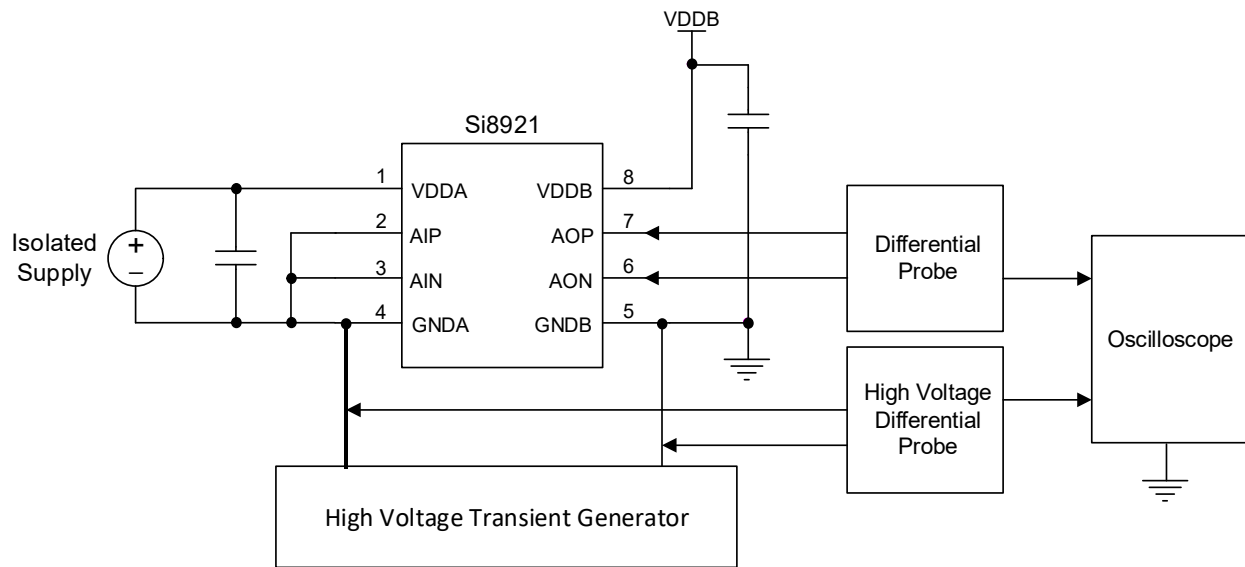 VDDB
Si8921
1
VDDA
VDDB
8
2
AIP
AOP
7
3
AIN
AON
6
4
GNDA
GNDB
5
+
−
Isolated
Supply
Differential
Probe
Oscilloscope
High Voltage
Differential
Probe
High Voltage Transient Generator